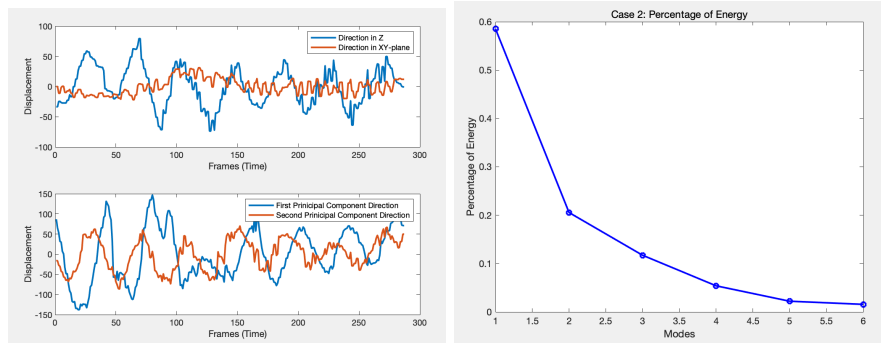 100
50
0
-50
-100
Displacement
Direction in Z
Direction in XY-plane
0 50 100 150 200 250 300
Frames (Time)
150
100
50
0
-50
-100
-150
Displacement
First Prinicipal Component Direction
Second Prinicipal Component Direction
0 50 100 150 200 250 300
Frames (Time)
Case 2: Percentage of Energy
0.6
0.5
0.4
0.3
0.2
0.1
0
Percentage of Energy
1 1.5 2 2.5 3 3.5 4 4.5 5 5.5 6
Modes